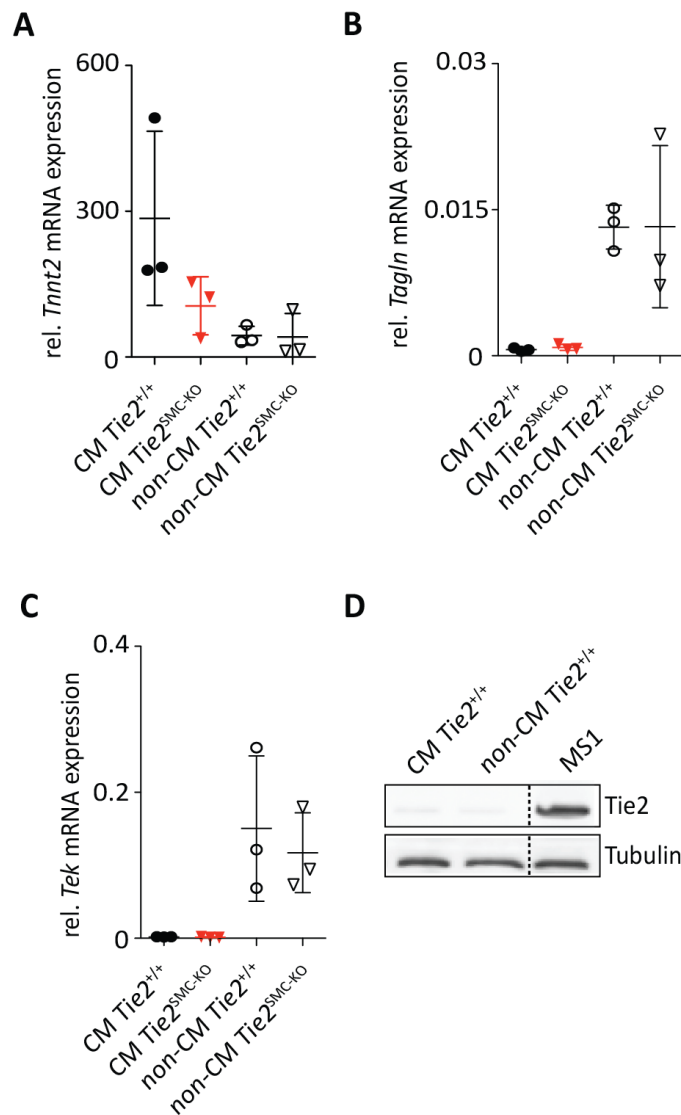 A
rel. Tnnt2 mRNA expression
600
300
0
CM Tie2+/+
CM Tie2SMC-KO
non-CM Tie2+/+
non-CM Tie2SMC-KO
B
rel. Tagln mRNA expression
0.03
0.015
0
CM Tie2+/+
CM Tie2SMC-KO
non-CM Tie2+/+
non-CM Tie2SMC-KO
C
rel. Tek mRNA expression
0.4
0.2
0
CM Tie2+/+
CM Tie2SMC-KO
non-CM Tie2+/+
non-CM Tie2SMC-KO
D
CM Tie2+/+
non-CM Tie2+/+
MS1
Tie2
Tubulin